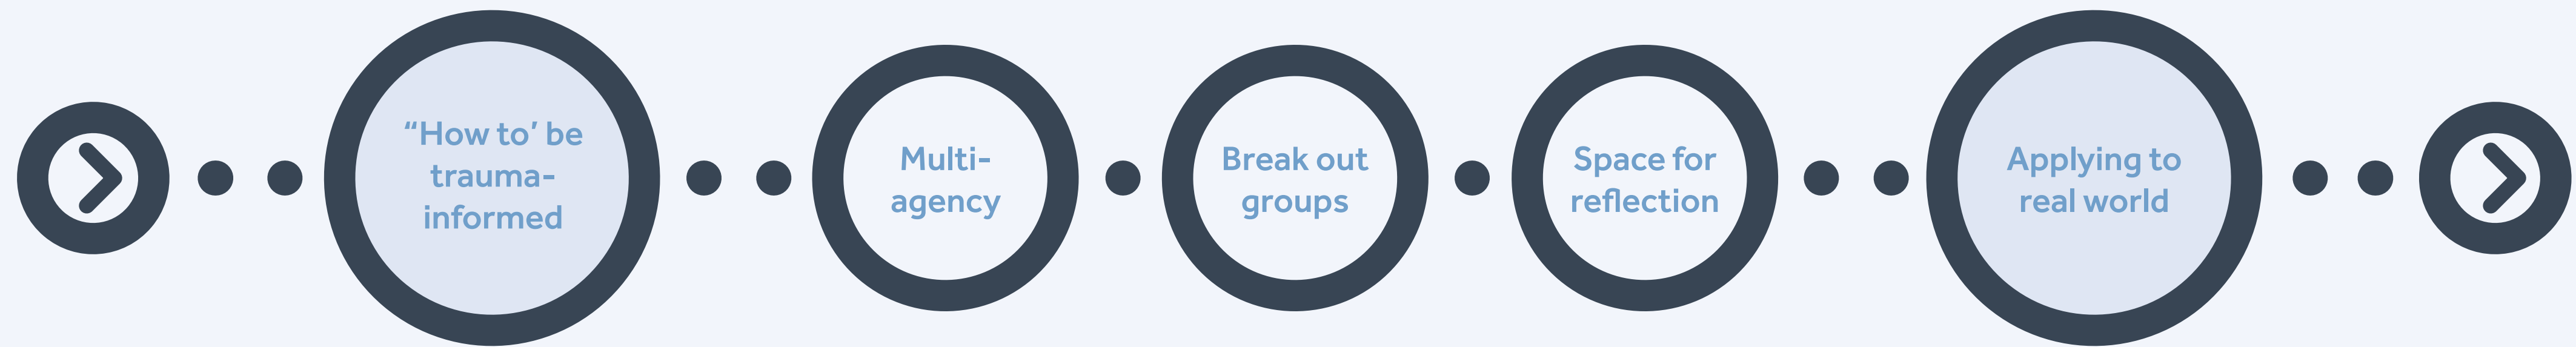 “How to’ be
trauma-
informed
Multi-
agency
Break out
groups
Space for
reflection
Applying to
real world